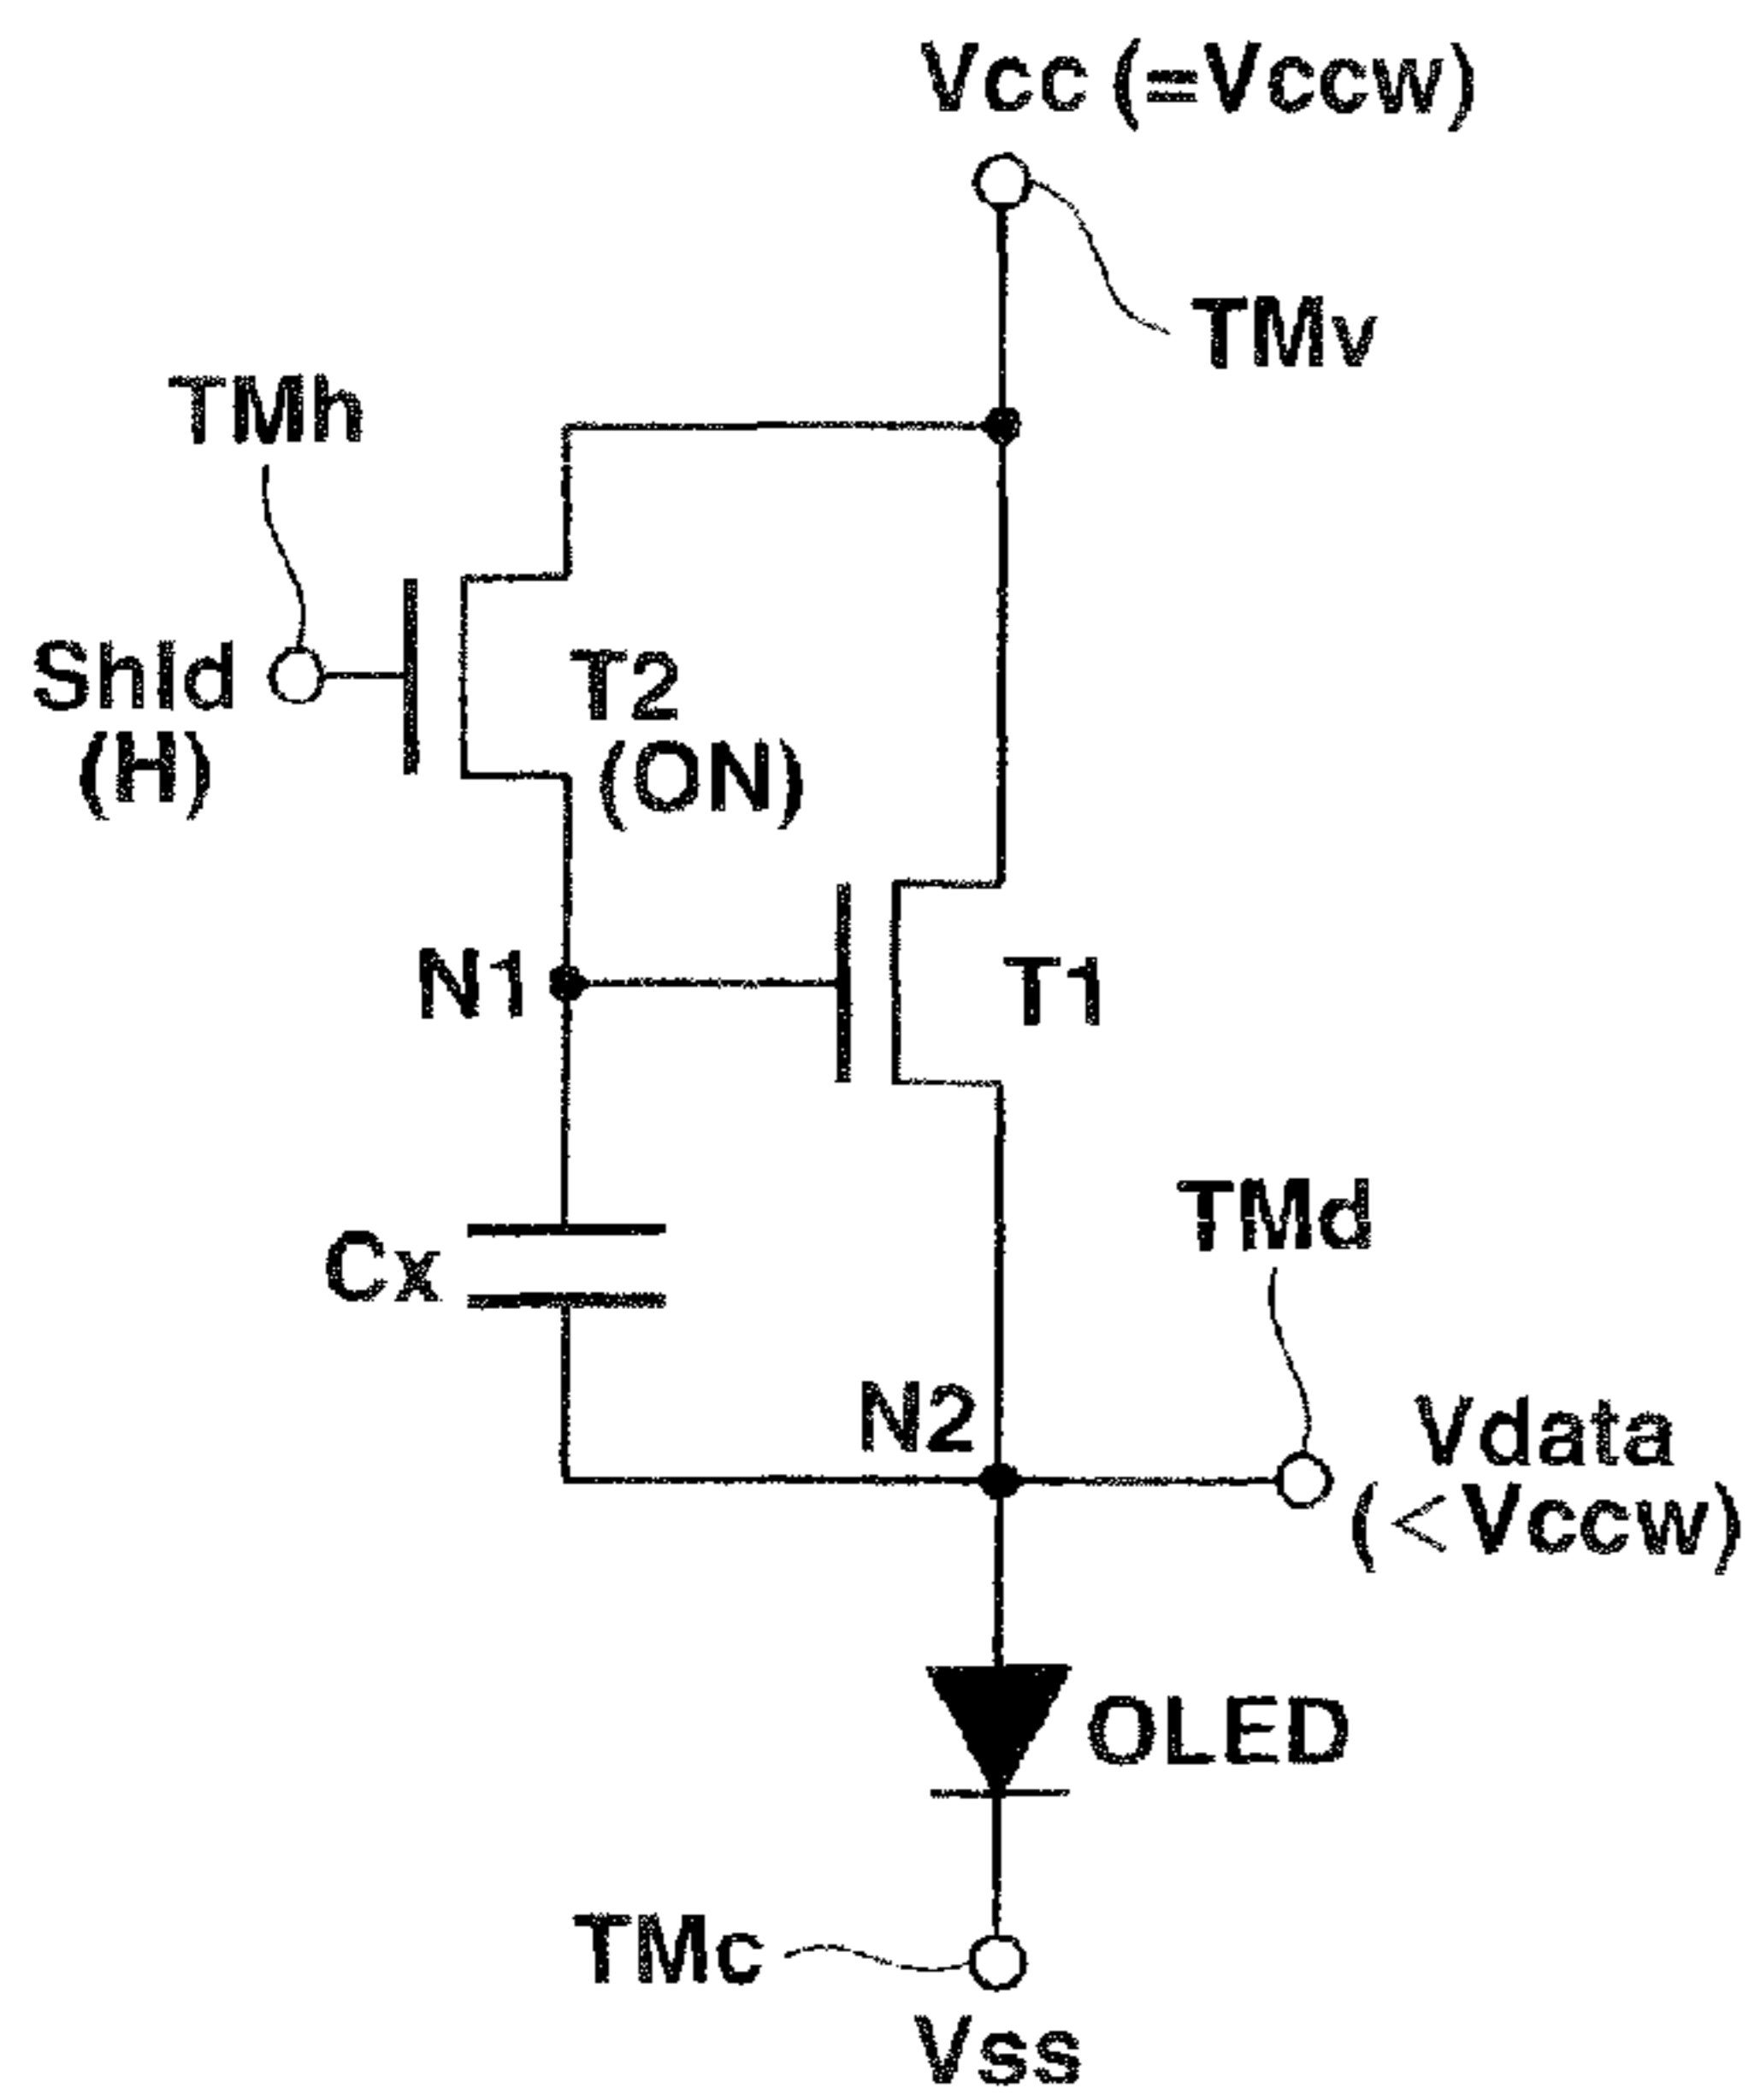 Vcc (=Vccw)
TMv
TMh
Shld
(H)
T2
(ON)
N1
T1
Cx
TMd
N2
Vdata
(<Vccw)
OLED
TMc
Vss